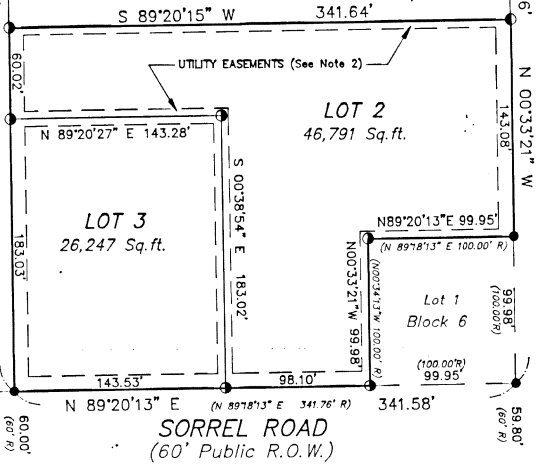 6'
S 89°20'15" W 341.64'
60.02'
UTILITY EASEMENTS (See Note 2)
N 00°33'21" W
LOT 2
46,791 Sq.ft.
143.08'
N 89°20'27" E 143.28'
S 00°38'54" E 183.02'
LOT 3
26,247 Sq.ft.
183.03'
N89°20'13"E 99.95'
(N 89°18'13" E 100.00' R)
N00°33'21"W 99.98'
(N00°34'13"W 100.00' R)
Lot 1
Block 6
99.98'
(100.00'R)
(100.00'R)
99.95'
143.53'
98.10'
N 89°20'13" E (N 89°18'13" E 341.76' R) 341.58'
60.00'
(60' R)
59.80'
(60' R)
SORREL ROAD
(60' Public R.O.W.)